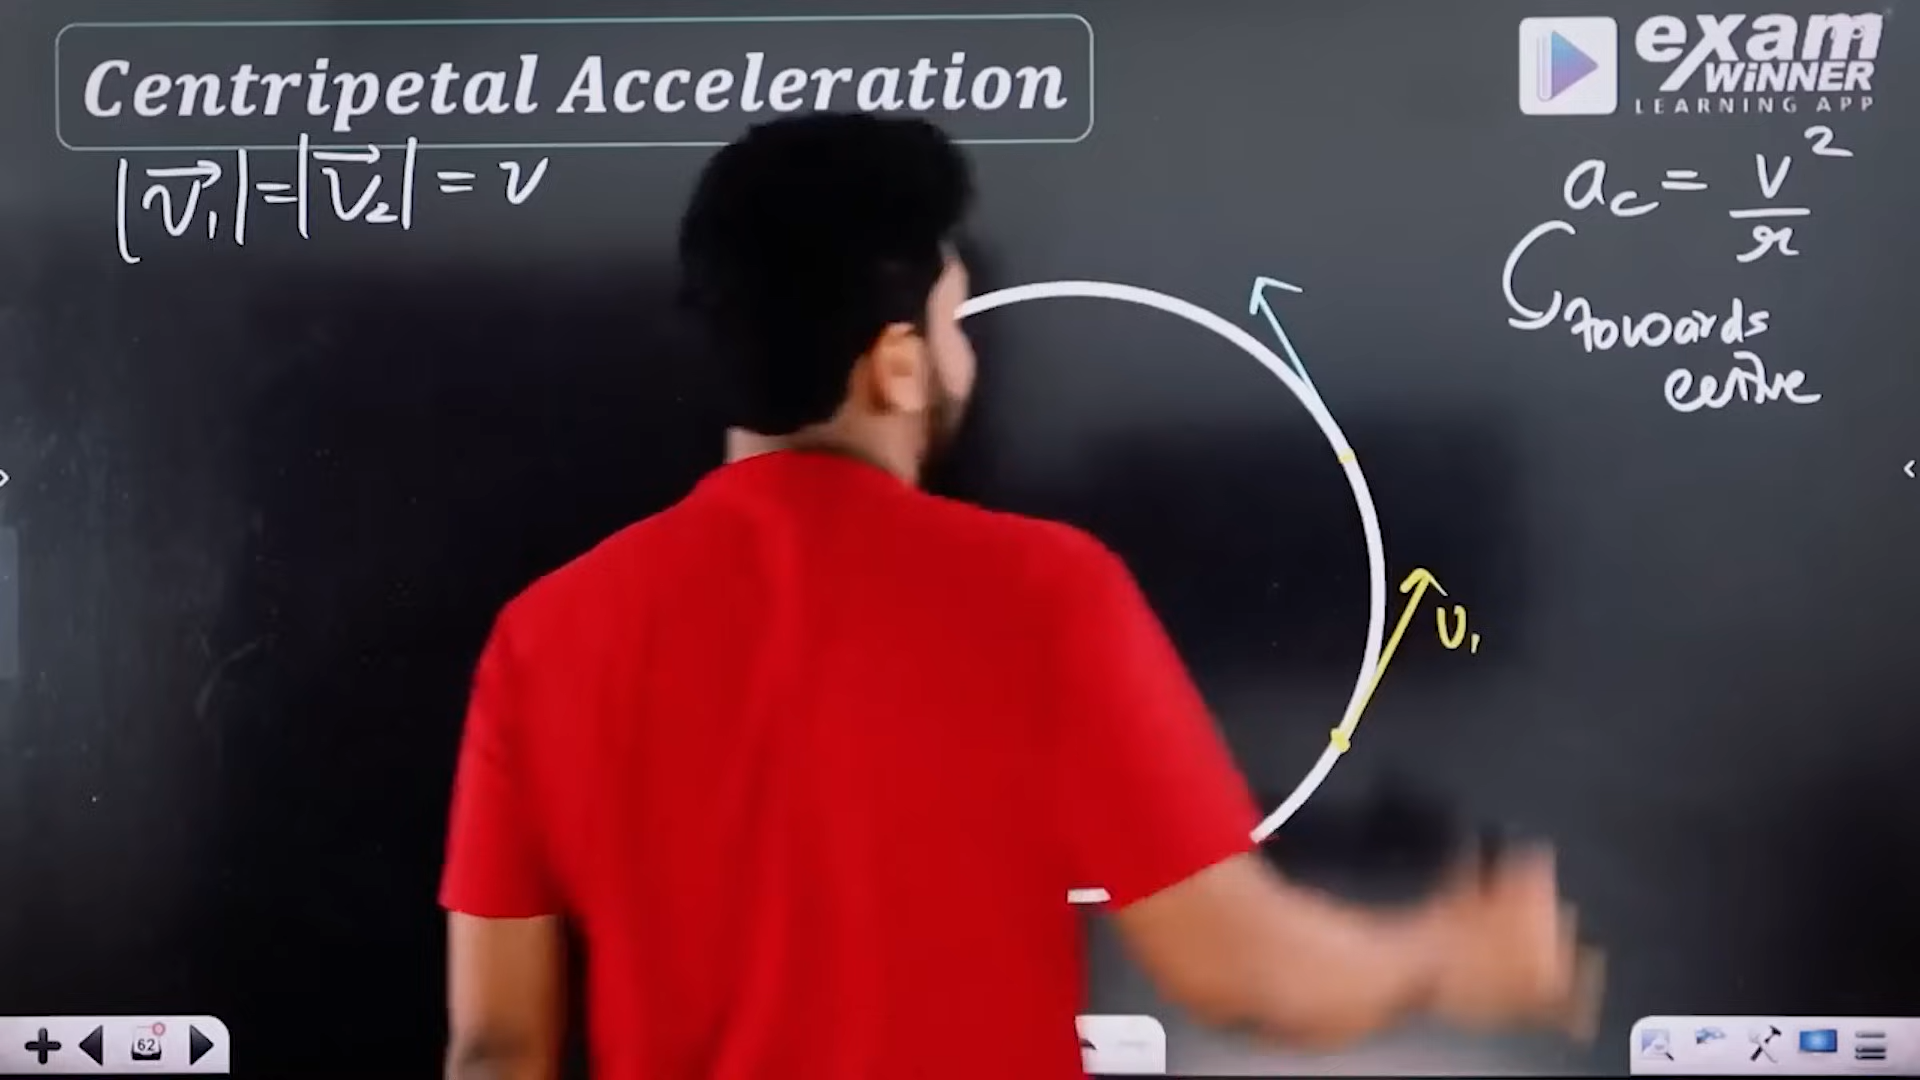 Centripetal Acceleration
exam
WiNNER
LEARNING APP
|v₁| = |v₂| = v
a_c = v²/r
towards
centre
v₁
62